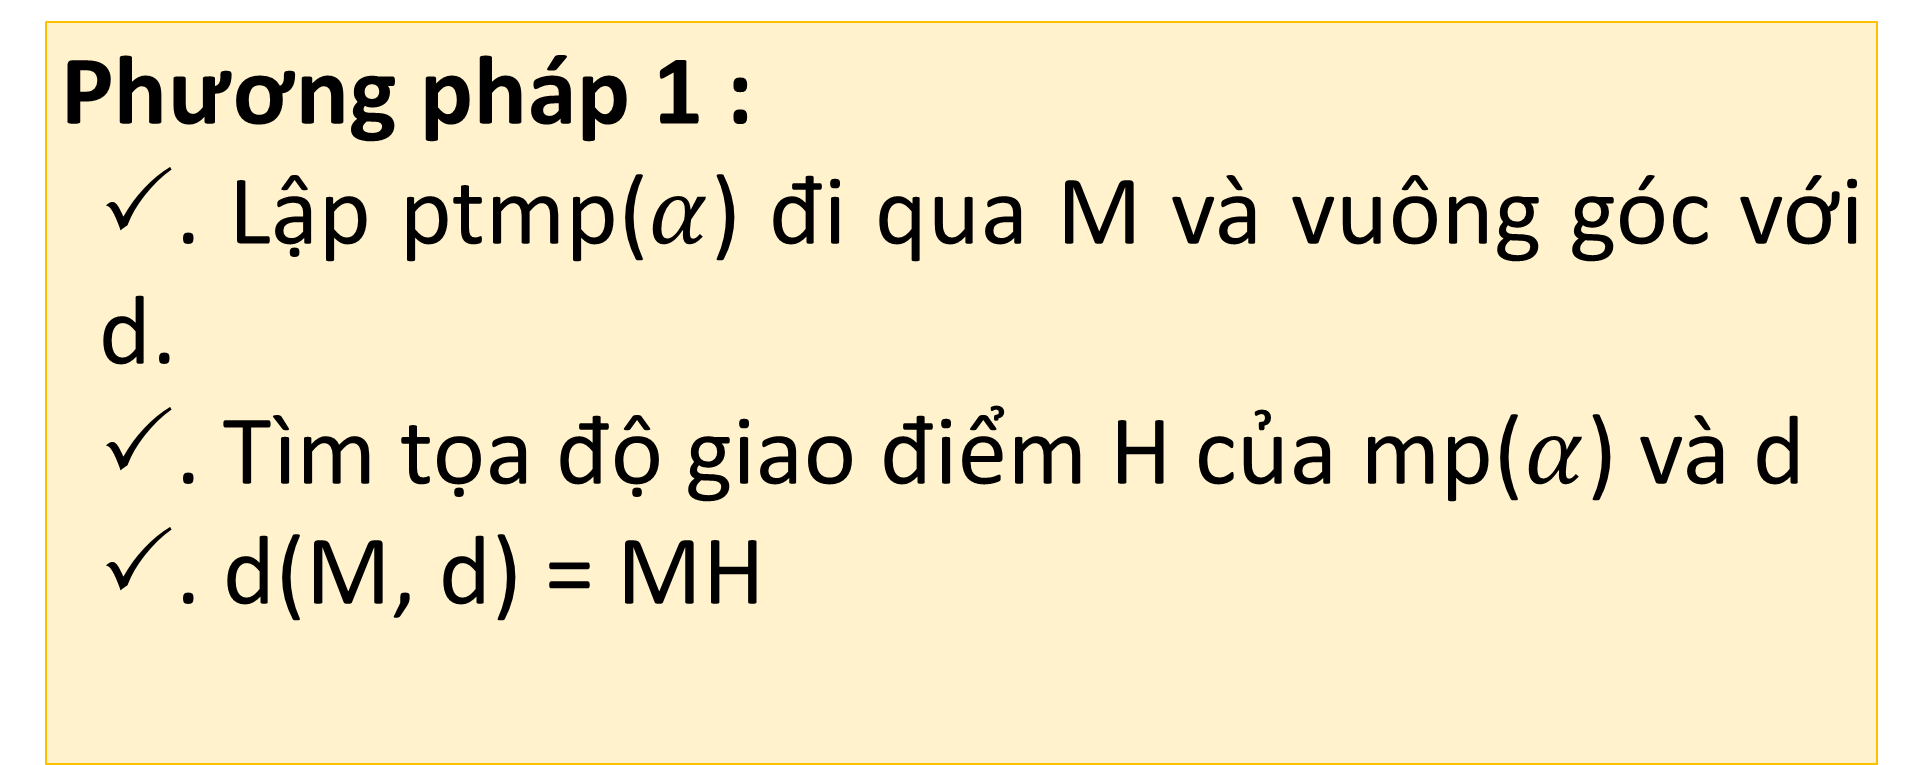 Phương pháp 1 :
✓. Lập ptmp(𝛼) đi qua M và vuông góc với
d.
✓. Tìm tọa độ giao điểm H của mp(𝛼) và d
✓. d(M, d) = MH